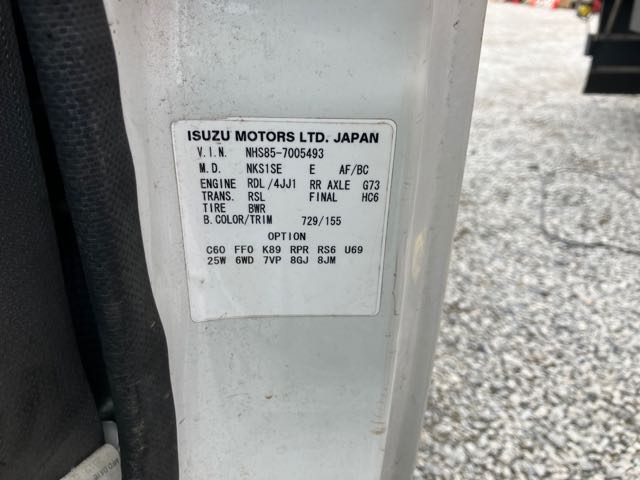 ISUZU MOTORS LTD. JAPAN
V.I.N. NHS85-7005493
M.D. NKS1SE E AF/BC
ENGINE RDL/4JJ1 RR AXLE G73
TRANS. RSL FINAL HC6
TIRE BWR
B.COLOR/TRIM 729/155
OPTION
C60 FF0 K89 RPR RS6 U69
25W 6WD 7VP 8GJ 8JM